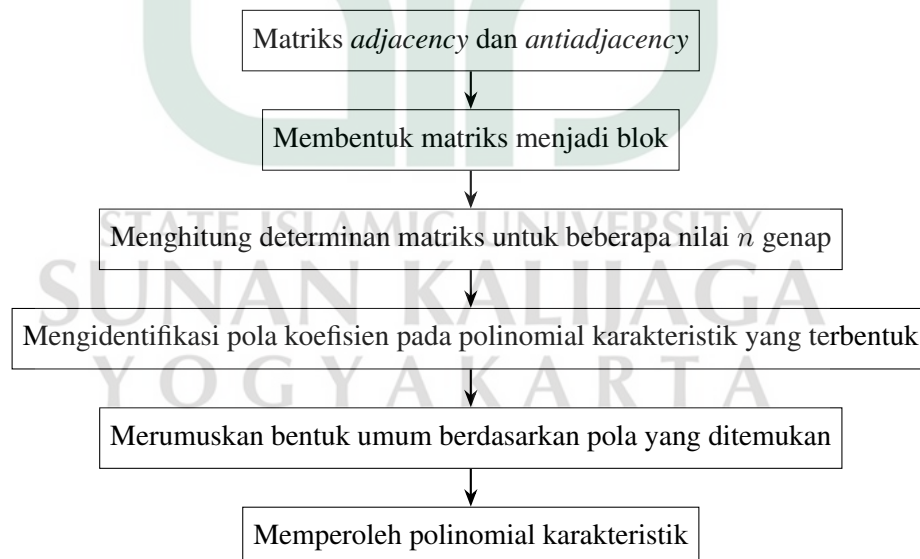 Matriks adjacency dan antiadjacency
Membentuk matriks menjadi blok
STATE ISLAMIC UNIVERSITY
Menghitung determinan matriks untuk beberapa nilai n genap
SUNAN KALIJAGA
Mengidentifikasi pola koefisien pada polinomial karakteristik yang terbentuk
YOGYAKARTA
Merumuskan bentuk umum berdasarkan pola yang ditemukan
Memperoleh polinomial karakteristik